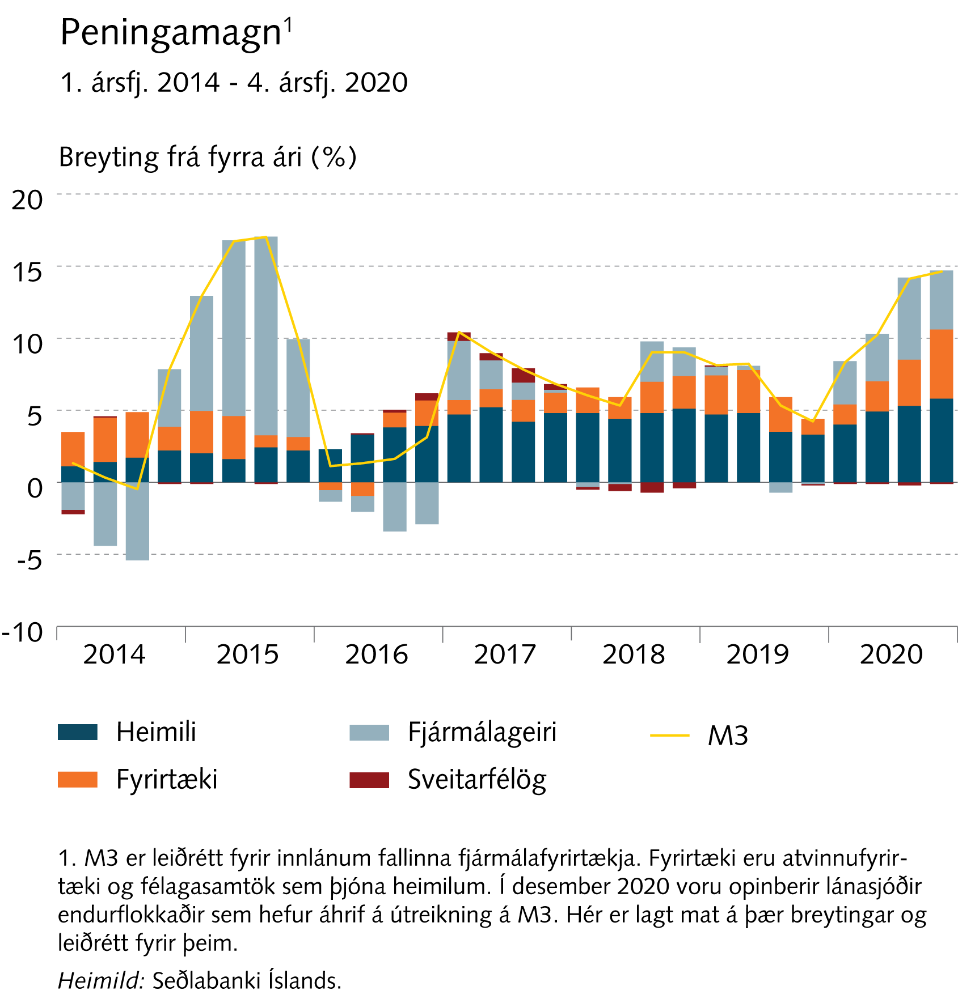 Peningamagn¹
1. ársfj. 2014 - 4. ársfj. 2020
Breyting frá fyrra ári (%)
20
15
10
5
0
-5
-10
2014 2015 2016 2017 2018 2019 2020
Heimili Fjármálageiri M3
Fyrirtæki Sveitarfélög
1. M3 er leiðrétt fyrir innlánum fallinna fjármálafyrirtækja. Fyrirtæki eru atvinnufyrir-
tæki og félagasamtök sem þjóna heimilum. Í desember 2020 voru opinberir lánasjóðir
endurflokkaðir sem hefur áhrif á útreikning á M3. Hér er lagt mat á þær breytingar og
leiðrétt fyrir þeim.
Heimild: Seðlabanki Íslands.